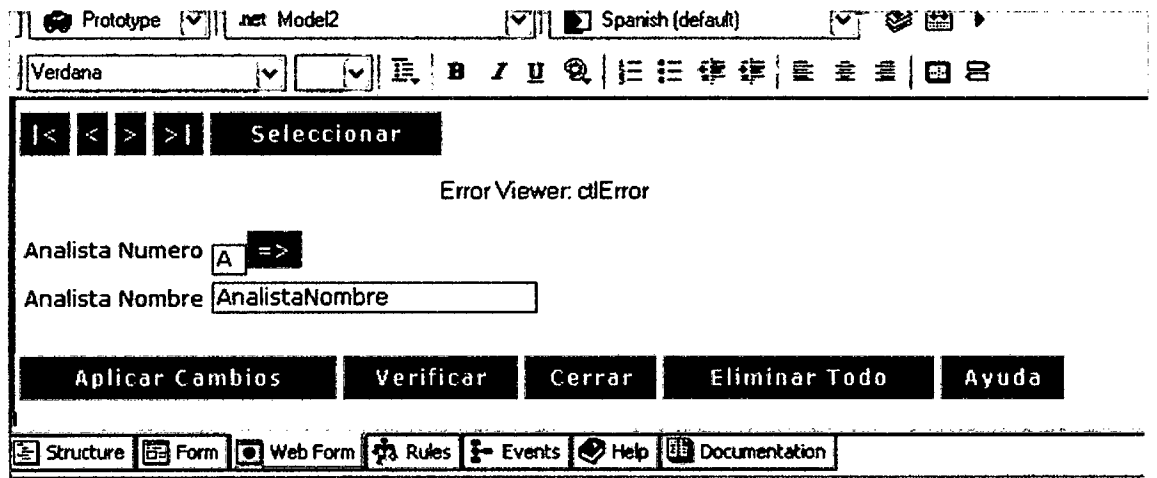 Prototype .net Model2 Spanish (default)
Verdana B I U
|< < > >| Seleccionar
Error Viewer: ctlError
Analista Numero A =>
Analista Nombre AnalistaNombre
Aplicar Cambios Verificar Cerrar Eliminar Todo Ayuda
Structure Form Web Form Rules Events Help Documentation